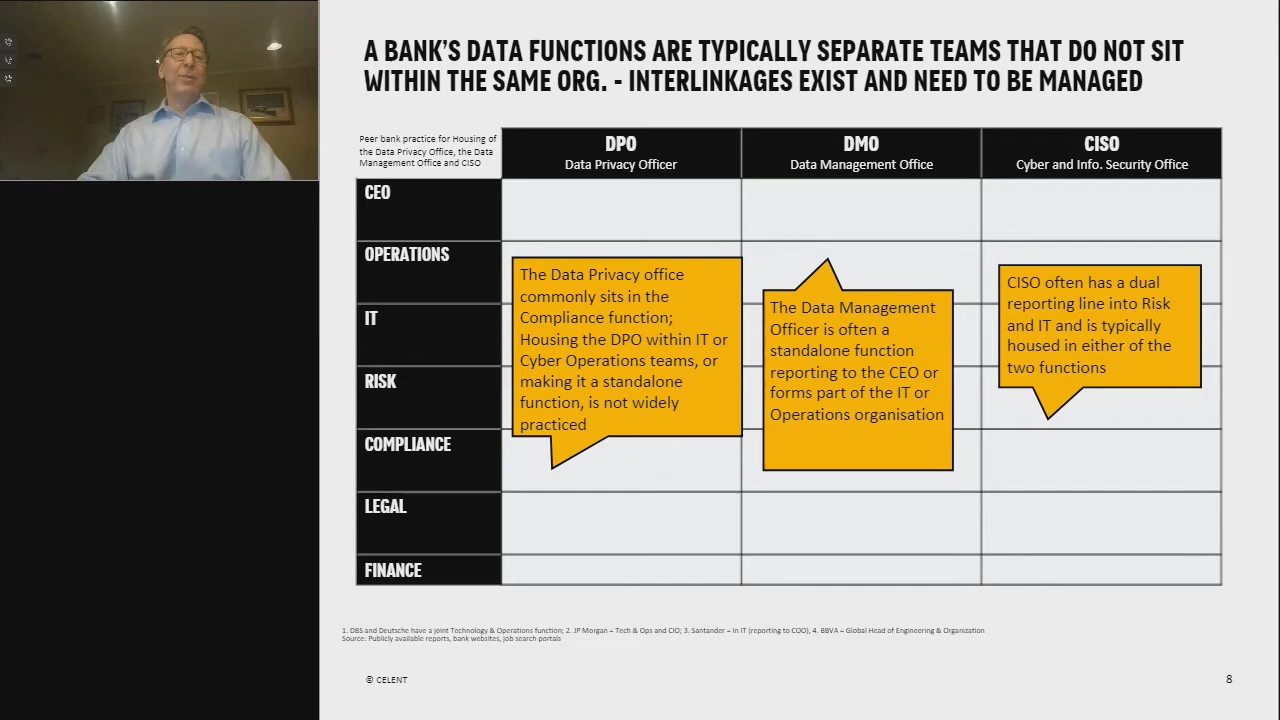 A BANK'S DATA FUNCTIONS ARE TYPICALLY SEPARATE TEAMS THAT DO NOT SIT
WITHIN THE SAME ORG. - INTERLINKAGES EXIST AND NEED TO BE MANAGED
Peer bank practice for Housing of
the Data Privacy Office, the Data
Management Office and CISO
DPO
Data Privacy Officer
DMO
Data Management Office
CISO
Cyber and Info. Security Office
CEO
OPERATIONS
IT
RISK
COMPLIANCE
LEGAL
FINANCE
The Data Privacy office
commonly sits in the
Compliance function;
Housing the DPO within IT or
Cyber Operations teams, or
making it a standalone
function, is not widely
practiced
The Data Management
Officer is often a
standalone function
reporting to the CEO or
forms part of the IT or
Operations organisation
CISO often has a dual
reporting line into Risk
and IT and is typically
housed in either of the
two functions
1. DBS and Deutsche have a joint Technology & Operations function; 2. JP Morgan = Tech & Ops and CIO; 3. Santander = In IT (reporting to COO), 4. BBVA = Global Head of Engineering & Organization
Source: Publicly available reports, bank websites, job search portals
© CELENT
8